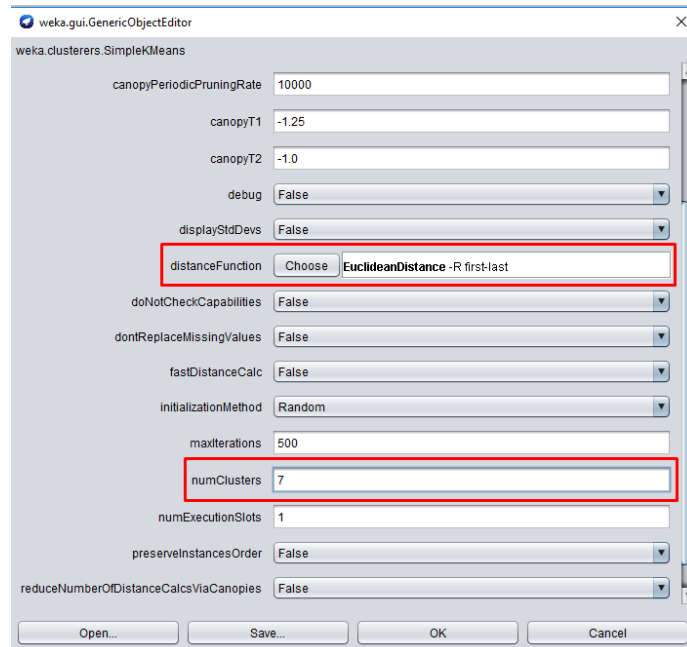 weka.gui.GenericObjectEditor
weka.clusterers.SimpleKMeans
canopyPeriodicPruningRate 10000
canopyT1 -1.25
canopyT2 -1.0
debug False
displayStdDevs False
distanceFunction Choose EuclideanDistance -R first-last
doNotCheckCapabilities False
dontReplaceMissingValues False
fastDistanceCalc False
initializationMethod Random
maxIterations 500
numClusters 7
numExecutionSlots 1
preserveInstancesOrder False
reduceNumberOfDistanceCalcsViaCanopies False
Open... Save... OK Cancel